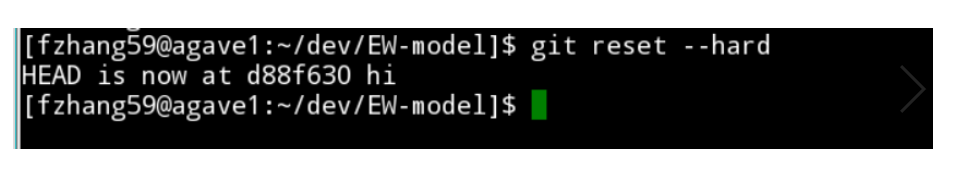 [fzhang59@agave1:~/dev/EW-model]$ git reset --hard
HEAD is now at d88f630 hi
[fzhang59@agave1:~/dev/EW-model]$